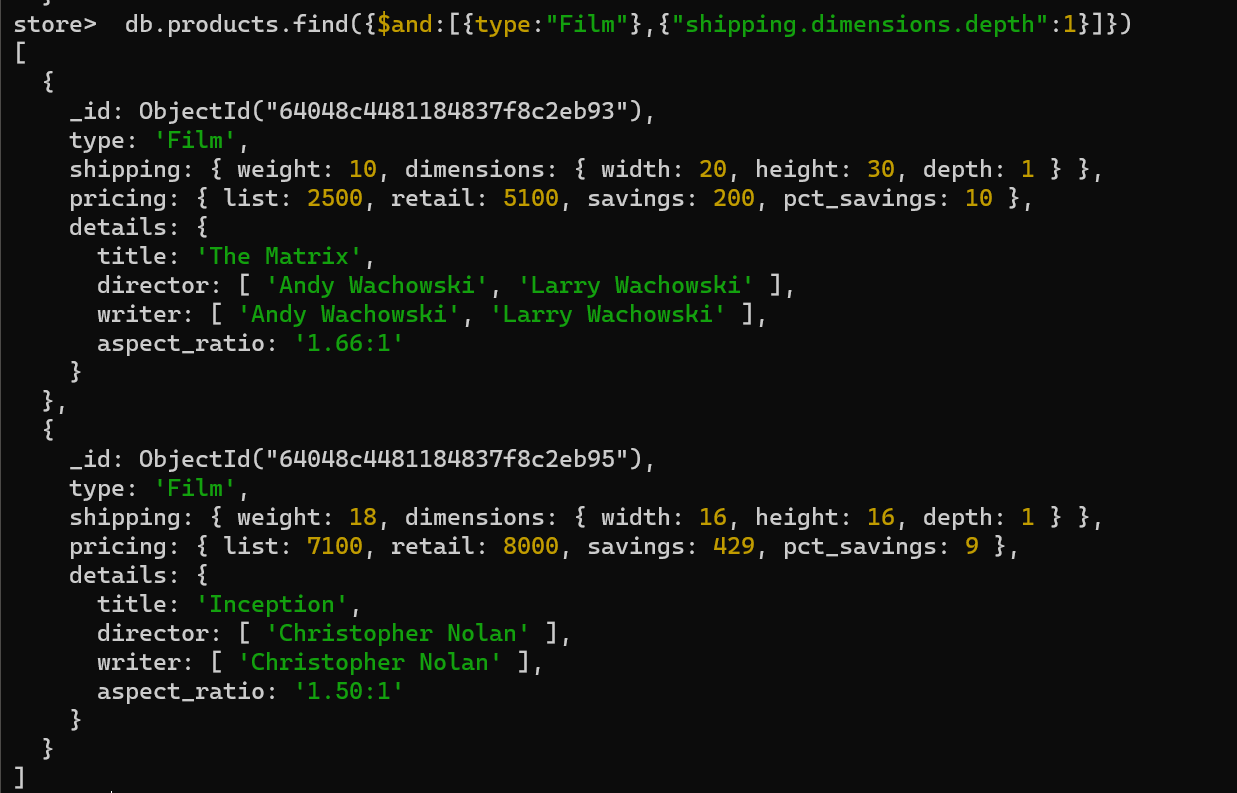 }
store>  db.products.find({$and:[{type:"Film"},{"shipping.dimensions.depth":1}]})
[
  {
    _id: ObjectId("64048c4481184837f8c2eb93"),
    type: 'Film',
    shipping: { weight: 10, dimensions: { width: 20, height: 30, depth: 1 } },
    pricing: { list: 2500, retail: 5100, savings: 200, pct_savings: 10 },
    details: {
      title: 'The Matrix',
      director: [ 'Andy Wachowski', 'Larry Wachowski' ],
      writer: [ 'Andy Wachowski', 'Larry Wachowski' ],
      aspect_ratio: '1.66:1'
    }
  },
  {
    _id: ObjectId("64048c4481184837f8c2eb95"),
    type: 'Film',
    shipping: { weight: 18, dimensions: { width: 16, height: 16, depth: 1 } },
    pricing: { list: 7100, retail: 8000, savings: 429, pct_savings: 9 },
    details: {
      title: 'Inception',
      director: [ 'Christopher Nolan' ],
      writer: [ 'Christopher Nolan' ],
      aspect_ratio: '1.50:1'
    }
  }
]